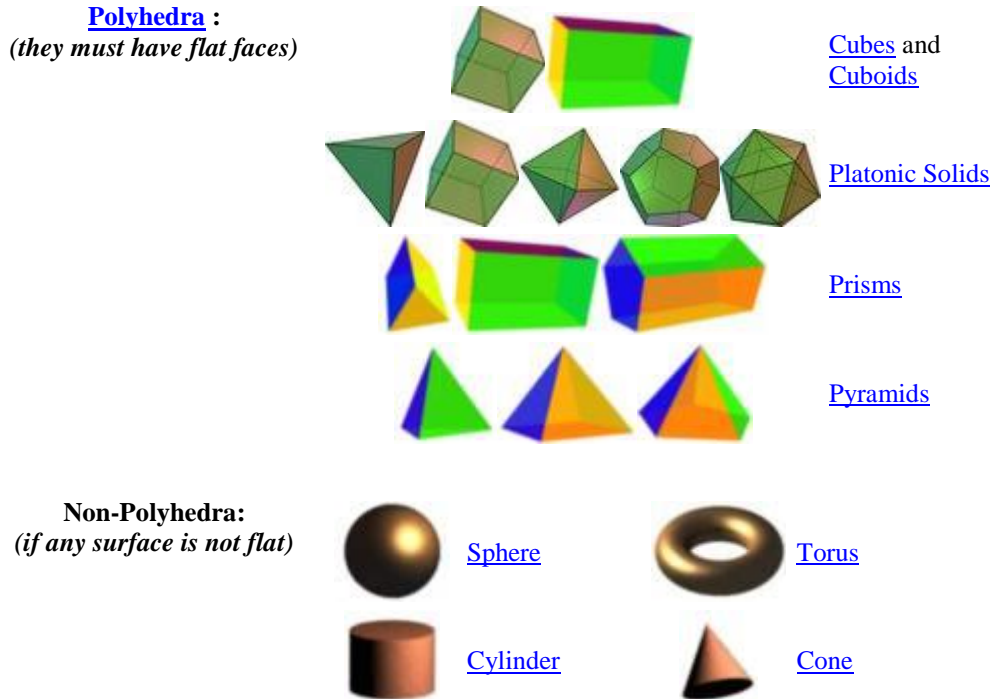 Polyhedra :
(they must have flat faces)
Cubes and
Cuboids
Platonic Solids
Prisms
Pyramids
Non-Polyhedra:
(if any surface is not flat)
Sphere
Torus
Cylinder
Cone